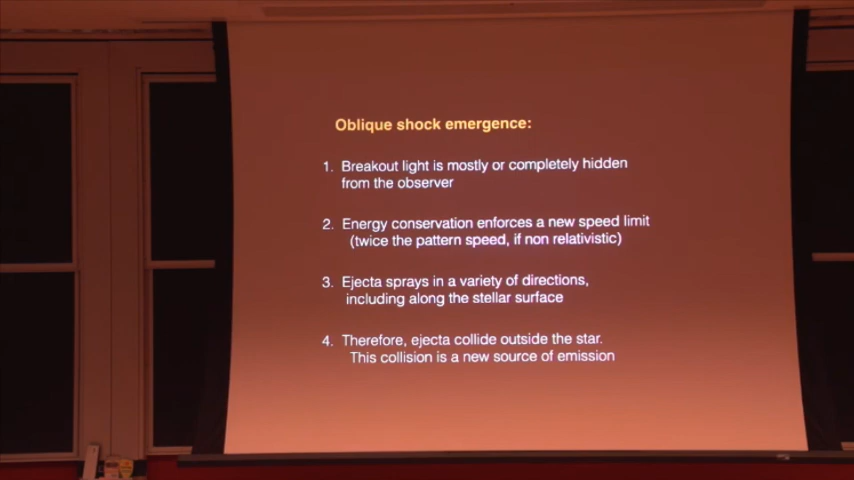 Oblique shock emergence:
1. Breakout light is mostly or completely hidden
from the observer
2. Energy conservation enforces a new speed limit
(twice the pattern speed, if non relativistic)
3. Ejecta sprays in a variety of directions,
including along the stellar surface
4. Therefore, ejecta collide outside the star.
This collision is a new source of emission